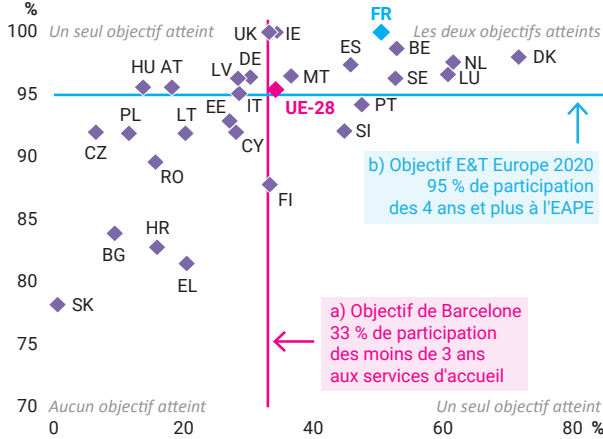 %
FR
Un seul objectif atteint
Les deux objectifs atteints
100
UK
IE
ES
BE
NL
DK
HU
AT
LV
DE
MT
SE
LU
95
PL
LT
EE
IT
UE-28
PT
CZ
CY
SI
90
RO
FI
b) Objectif E&T Europe 2020
95 % de participation
des 4 ans et plus à l'EAPE
85
BG
HR
EL
80
SK
a) Objectif de Barcelone
33 % de participation
des moins de 3 ans
aux services d'accueil
75
70
Aucun objectif atteint
Un seul objectif atteint
0
20
40
60
80
%